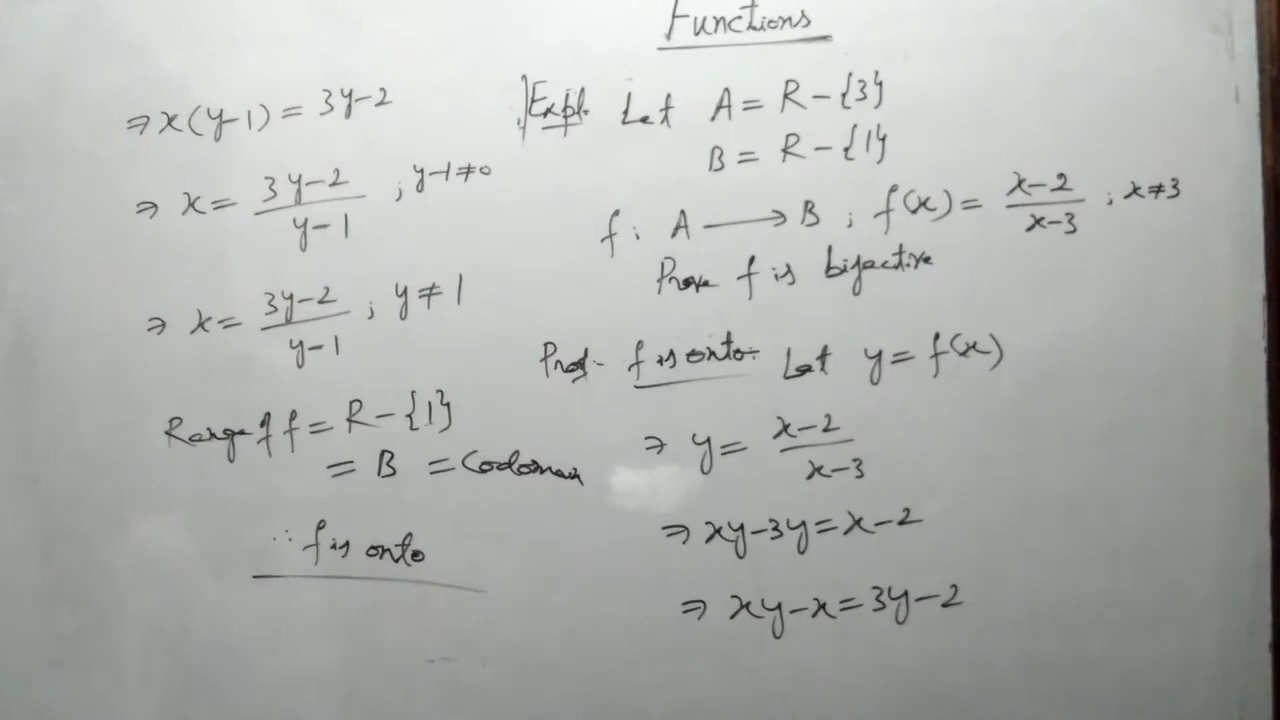 Functions
Expl. Let A = R - {3}
B = R - {1}
f : A ⟶ B ; f(x) = (x-2)/(x-3) ; x ≠ 3
Prove f is bijective
Proof- f is onto:- Let y = f(x)
⇒ y = (x-2)/(x-3)
⇒ xy - 3y = x - 2
⇒ xy - x = 3y - 2
⇒ x(y-1) = 3y-2
⇒ x = (3y-2)/(y-1) ; y-1 ≠ 0
⇒ x = (3y-2)/(y-1) ; y ≠ 1
Range of f = R - {1}
= B = Codomain
∴ f is onto